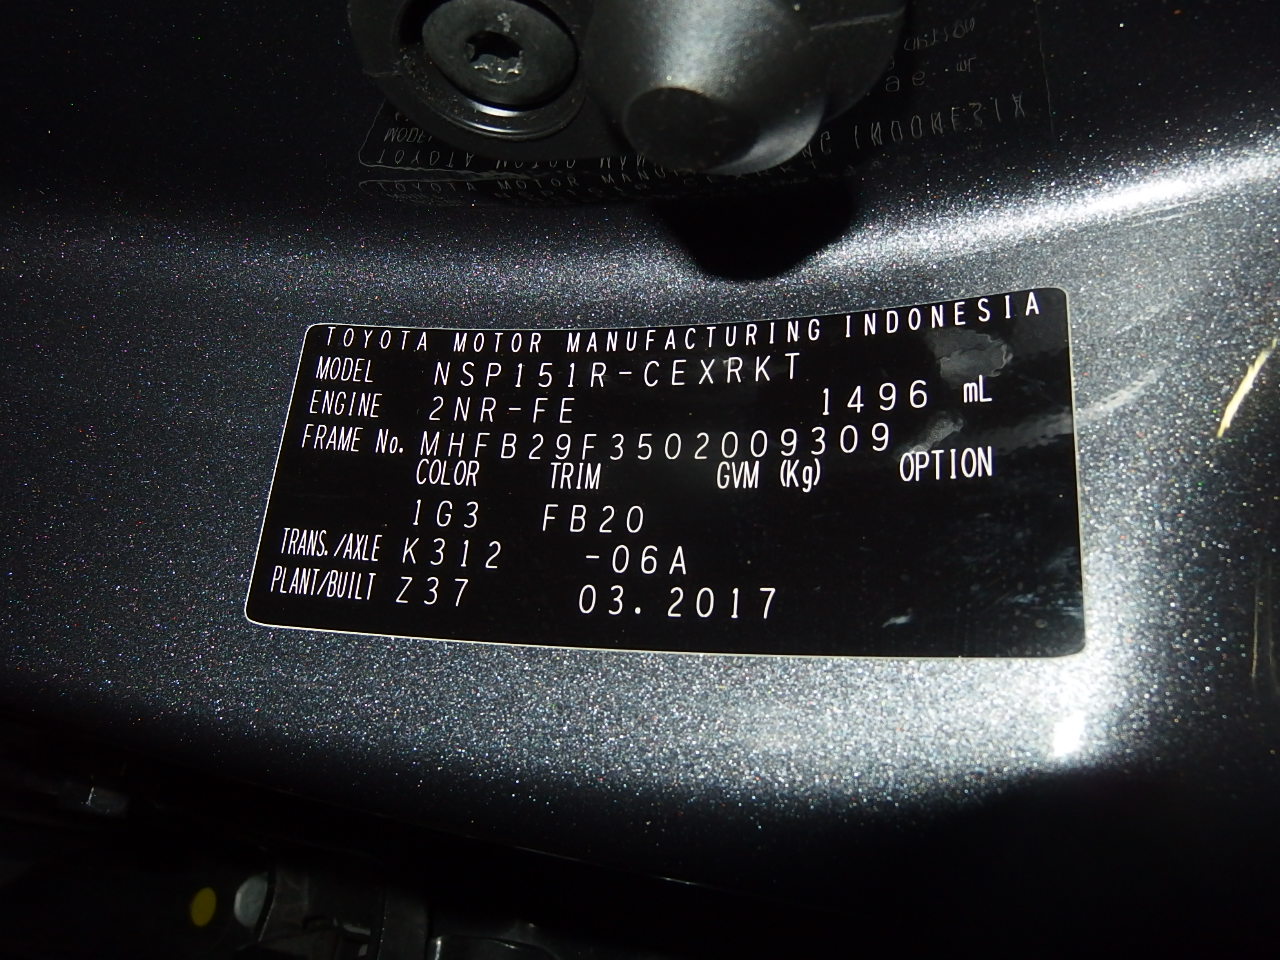 TOYOTA MOTOR MANUFACTURING INDONESIA
MODEL NSP151R-CEXRKT
ENGINE 2NR-FE 1496 mL
FRAME No. MHFB29F3502009309
COLOR TRIM GVM (Kg) OPTION
1G3 FB20
TRANS./AXLE K312 -06A
PLANT/BUILT Z37 03.2017